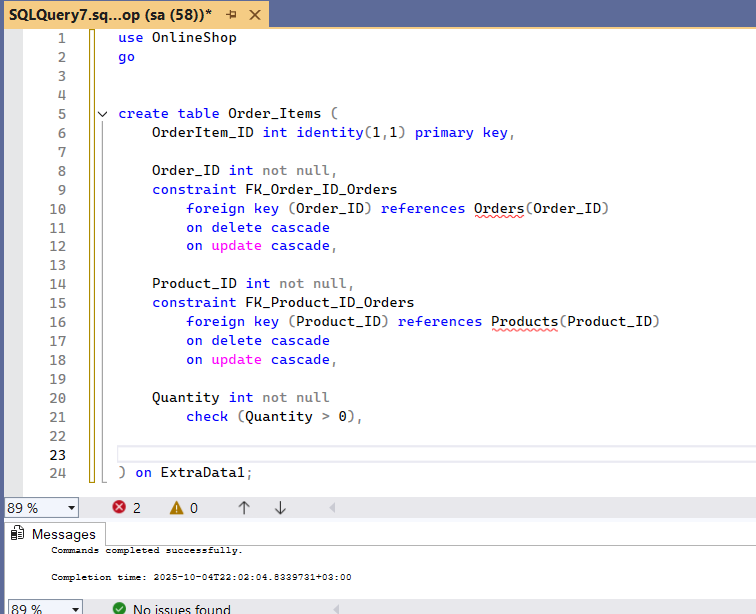 SQLQuery7.sq...op (sa (58))*
1 use OnlineShop
2 go
3
4
5 create table Order_Items (
6 OrderItem_ID int identity(1,1) primary key,
7
8 Order_ID int not null,
9 constraint FK_Order_ID_Orders
10 foreign key (Order_ID) references Orders(Order_ID)
11 on delete cascade
12 on update cascade,
13
14 Product_ID int not null,
15 constraint FK_Product_ID_Orders
16 foreign key (Product_ID) references Products(Product_ID)
17 on delete cascade
18 on update cascade,
19
20 Quantity int not null
21 check (Quantity > 0),
22
23
24 ) on ExtraData1;
89 % 2 0
Messages
Commands completed successfully.
Completion time: 2025-10-04T22:02:04.8339731+03:00
89 % No issues found